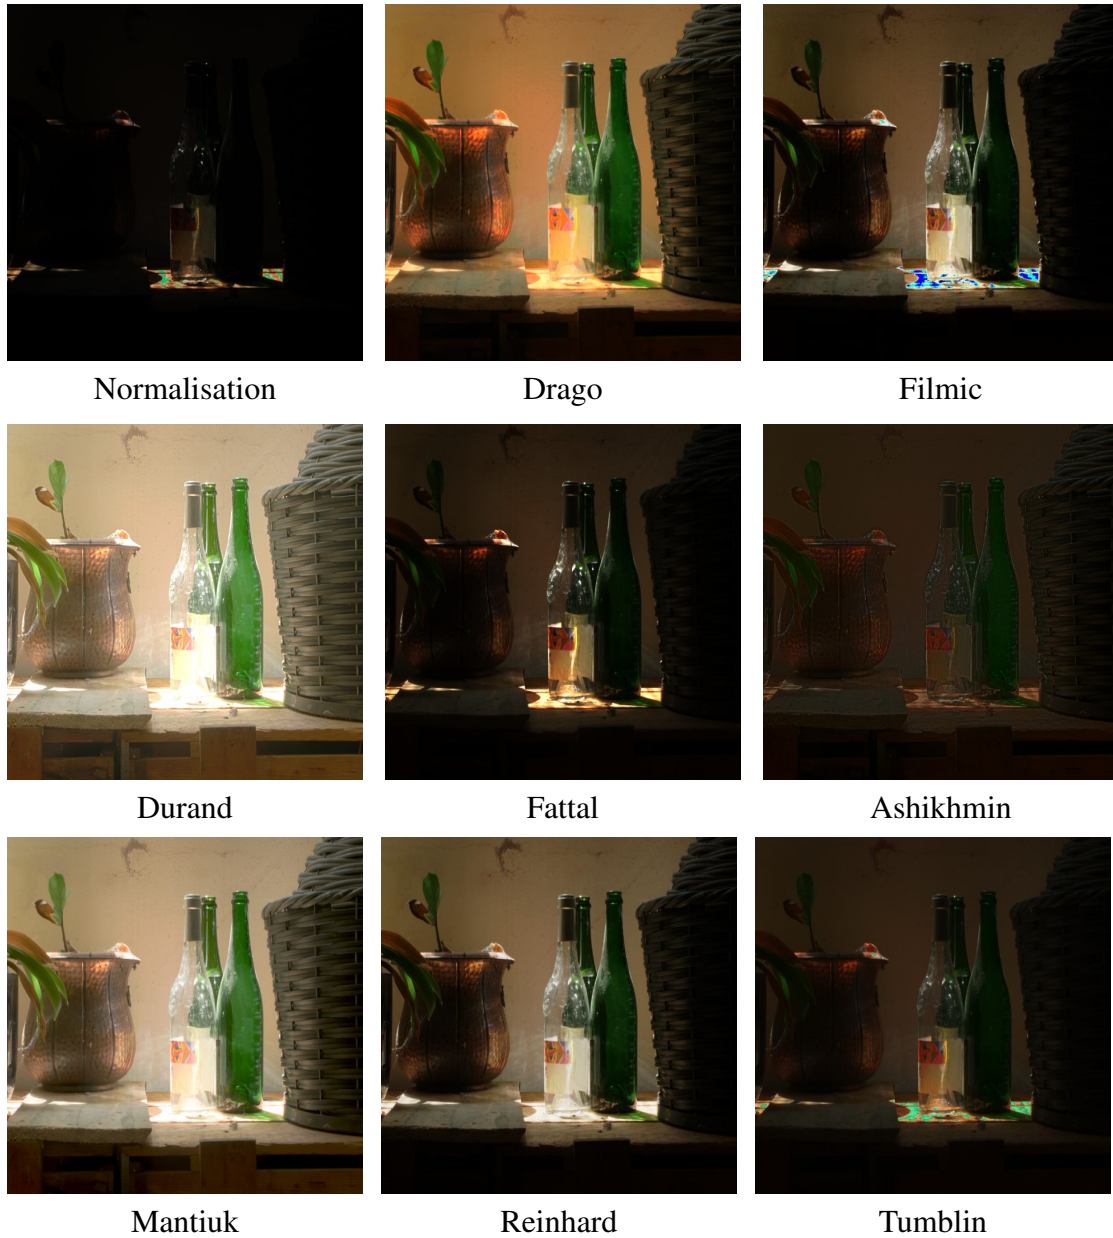 Normalisation
Drago
Filmic
Durand
Fattal
Ashikhmin
Mantiuk
Reinhard
Tumblin